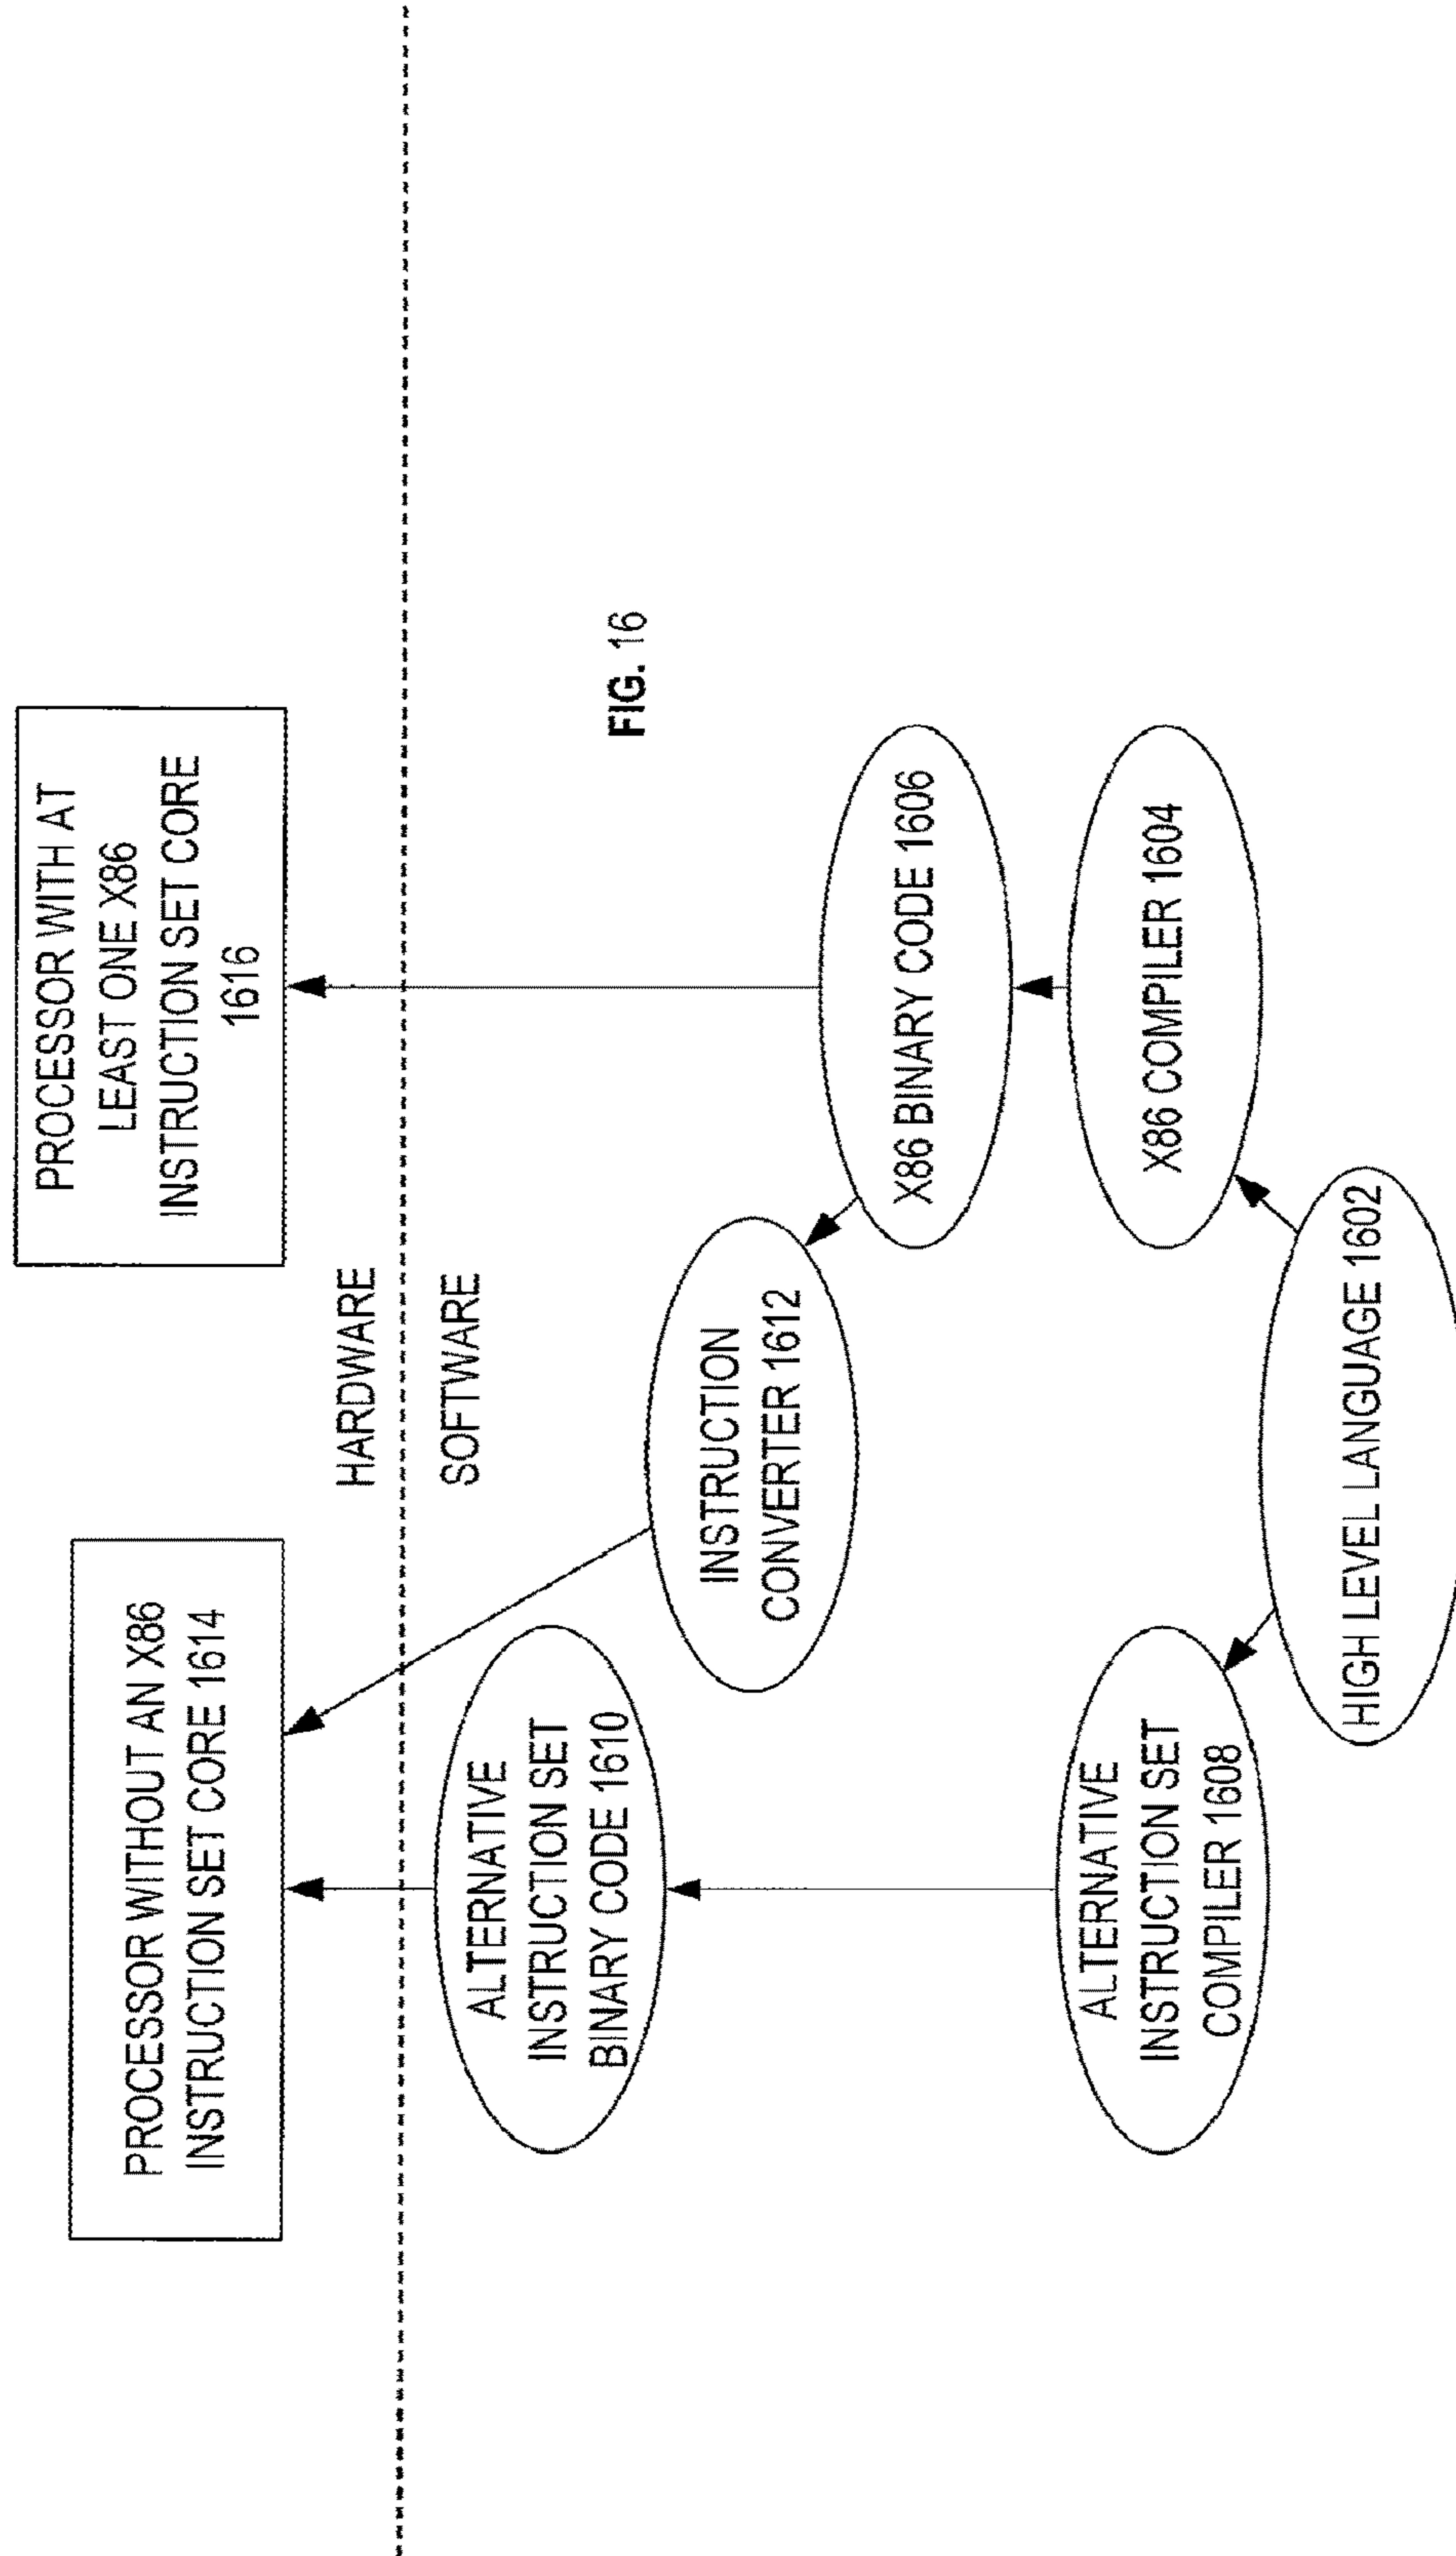 PROCESSOR WITHOUT AN X86
INSTRUCTION SET CORE 1614
PROCESSOR WITH AT
LEAST ONE X86
INSTRUCTION SET CORE
1616
HARDWARE
SOFTWARE
ALTERNATIVE
INSTRUCTION SET
BINARY CODE 1610
INSTRUCTION
CONVERTER 1612
FIG. 16
X86 BINARY CODE 1606
ALTERNATIVE
INSTRUCTION SET
COMPILER 1608
X86 COMPILER 1604
HIGH LEVEL LANGUAGE 1602